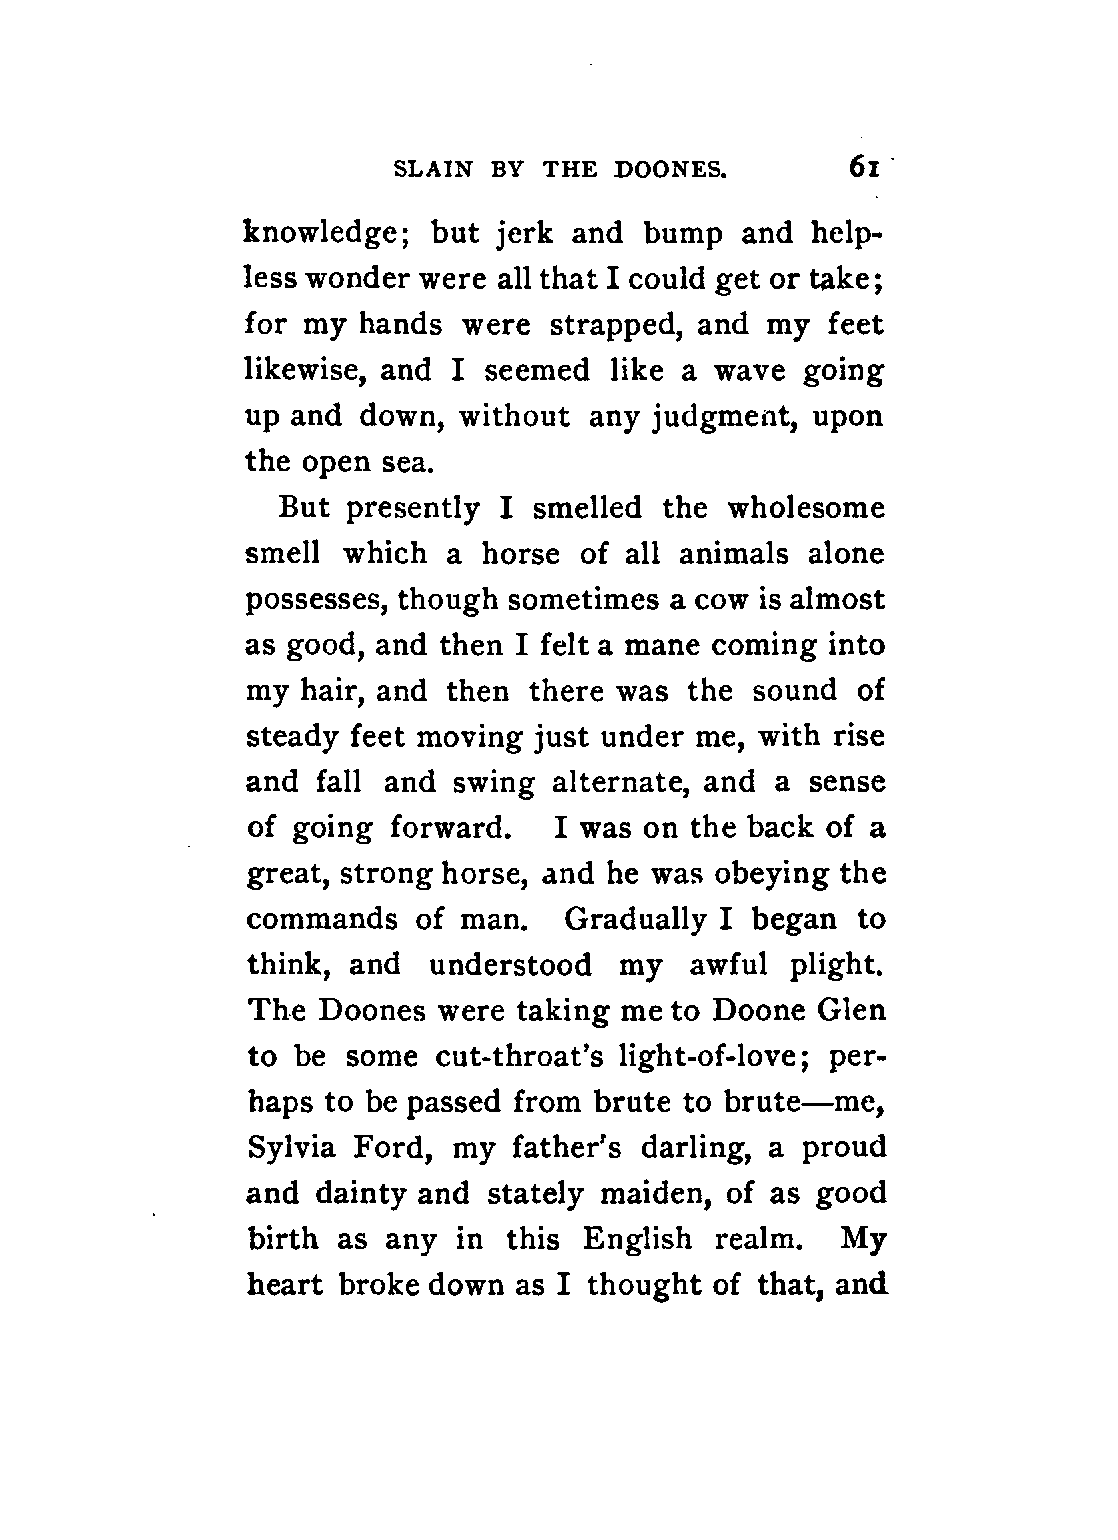 SLAIN BY THE DOONES. 61
knowledge; but jerk and bump and help-
less wonder were all that I could get or take;
for my hands were strapped, and my feet
likewise, and I seemed like a wave going
up and down, without any judgment, upon
the open sea.
But presently I smelled the wholesome
smell which a horse of all animals alone
possesses, though sometimes a cow is almost
as good, and then I felt a mane coming into
my hair, and then there was the sound of
steady feet moving just under me, with rise
and fall and swing alternate, and a sense
of going forward. I was on the back of a
great, strong horse, and he was obeying the
commands of man. Gradually I began to
think, and understood my awful plight.
The Doones were taking me to Doone Glen
to be some cut-throat's light-of-love; per-
haps to be passed from brute to brute—me,
Sylvia Ford, my father's darling, a proud
and dainty and stately maiden, of as good
birth as any in this English realm. My
heart broke down as I thought of that, and